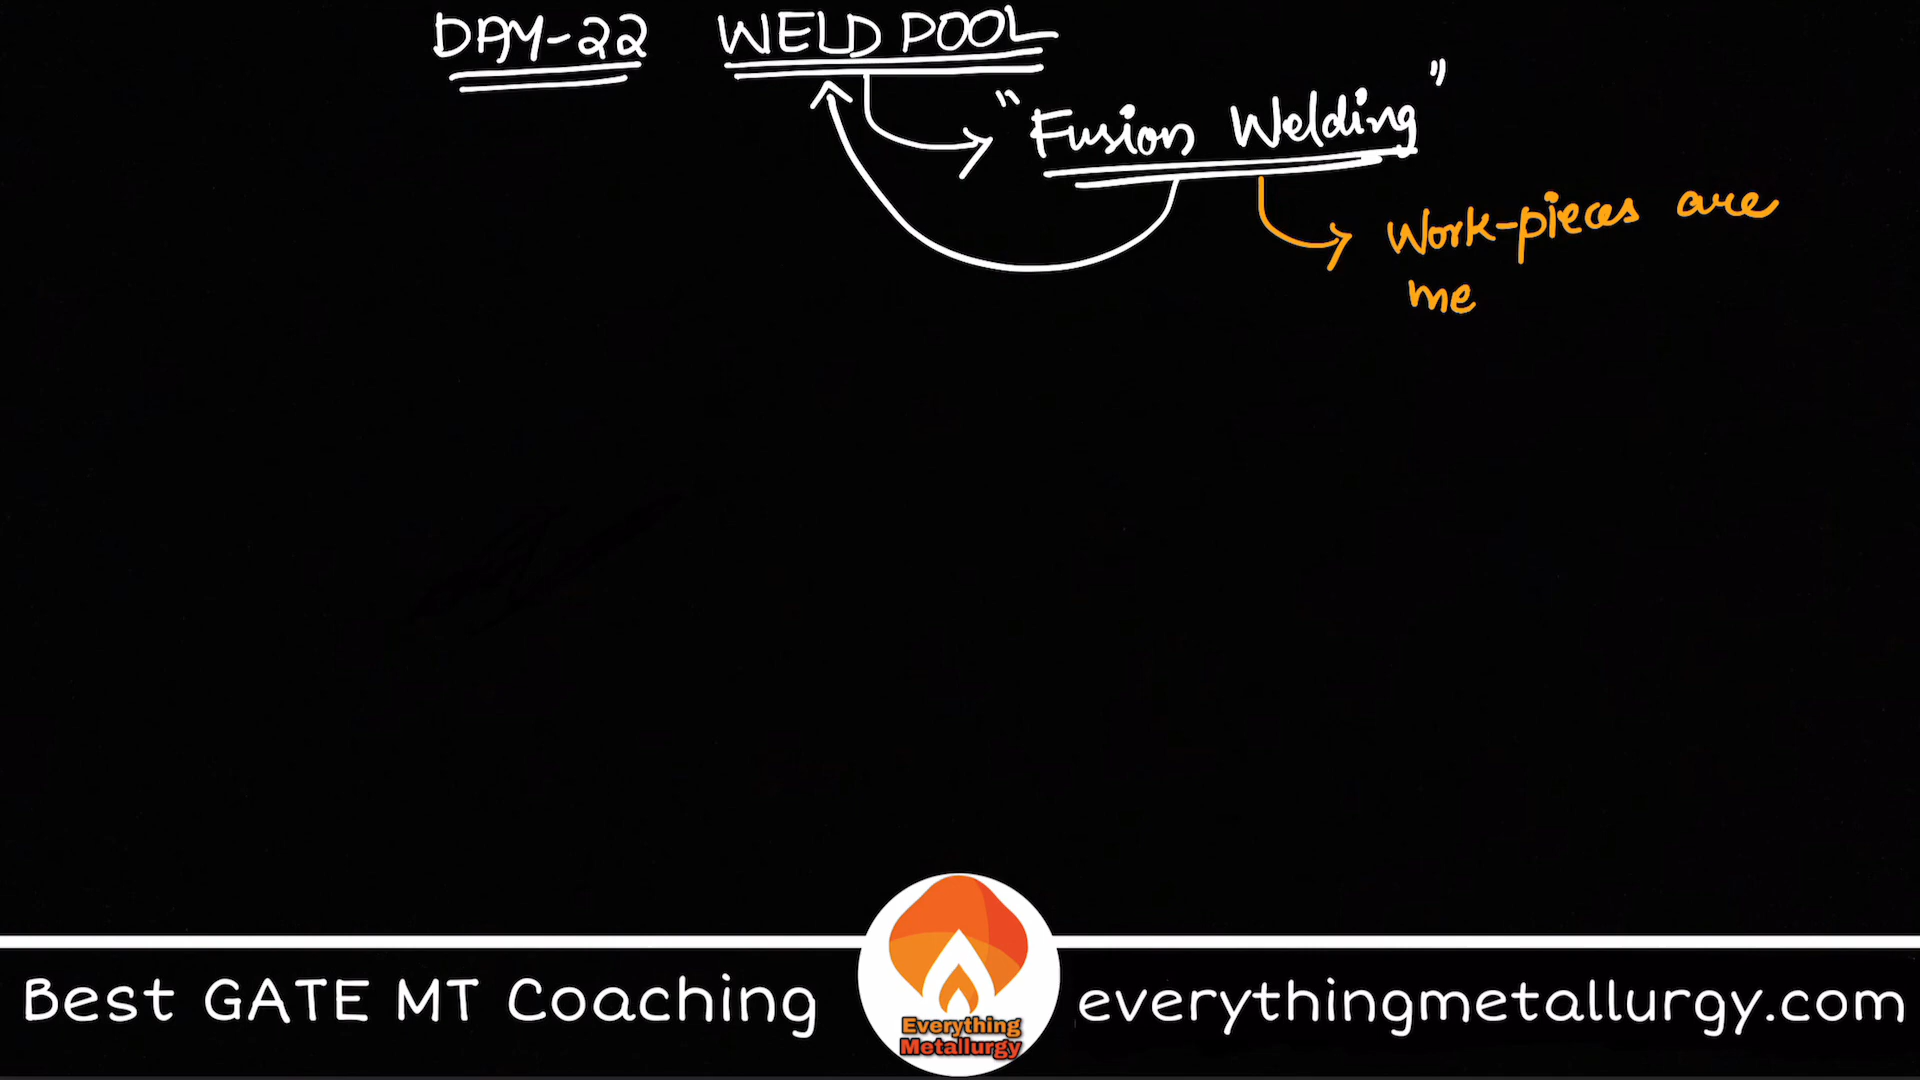 DAY-22 WELD POOL
"Fusion Welding"
Work-pieces are
me
Best GATE MT Coaching
Everything
Metallurgy
everythingmetallurgy.com